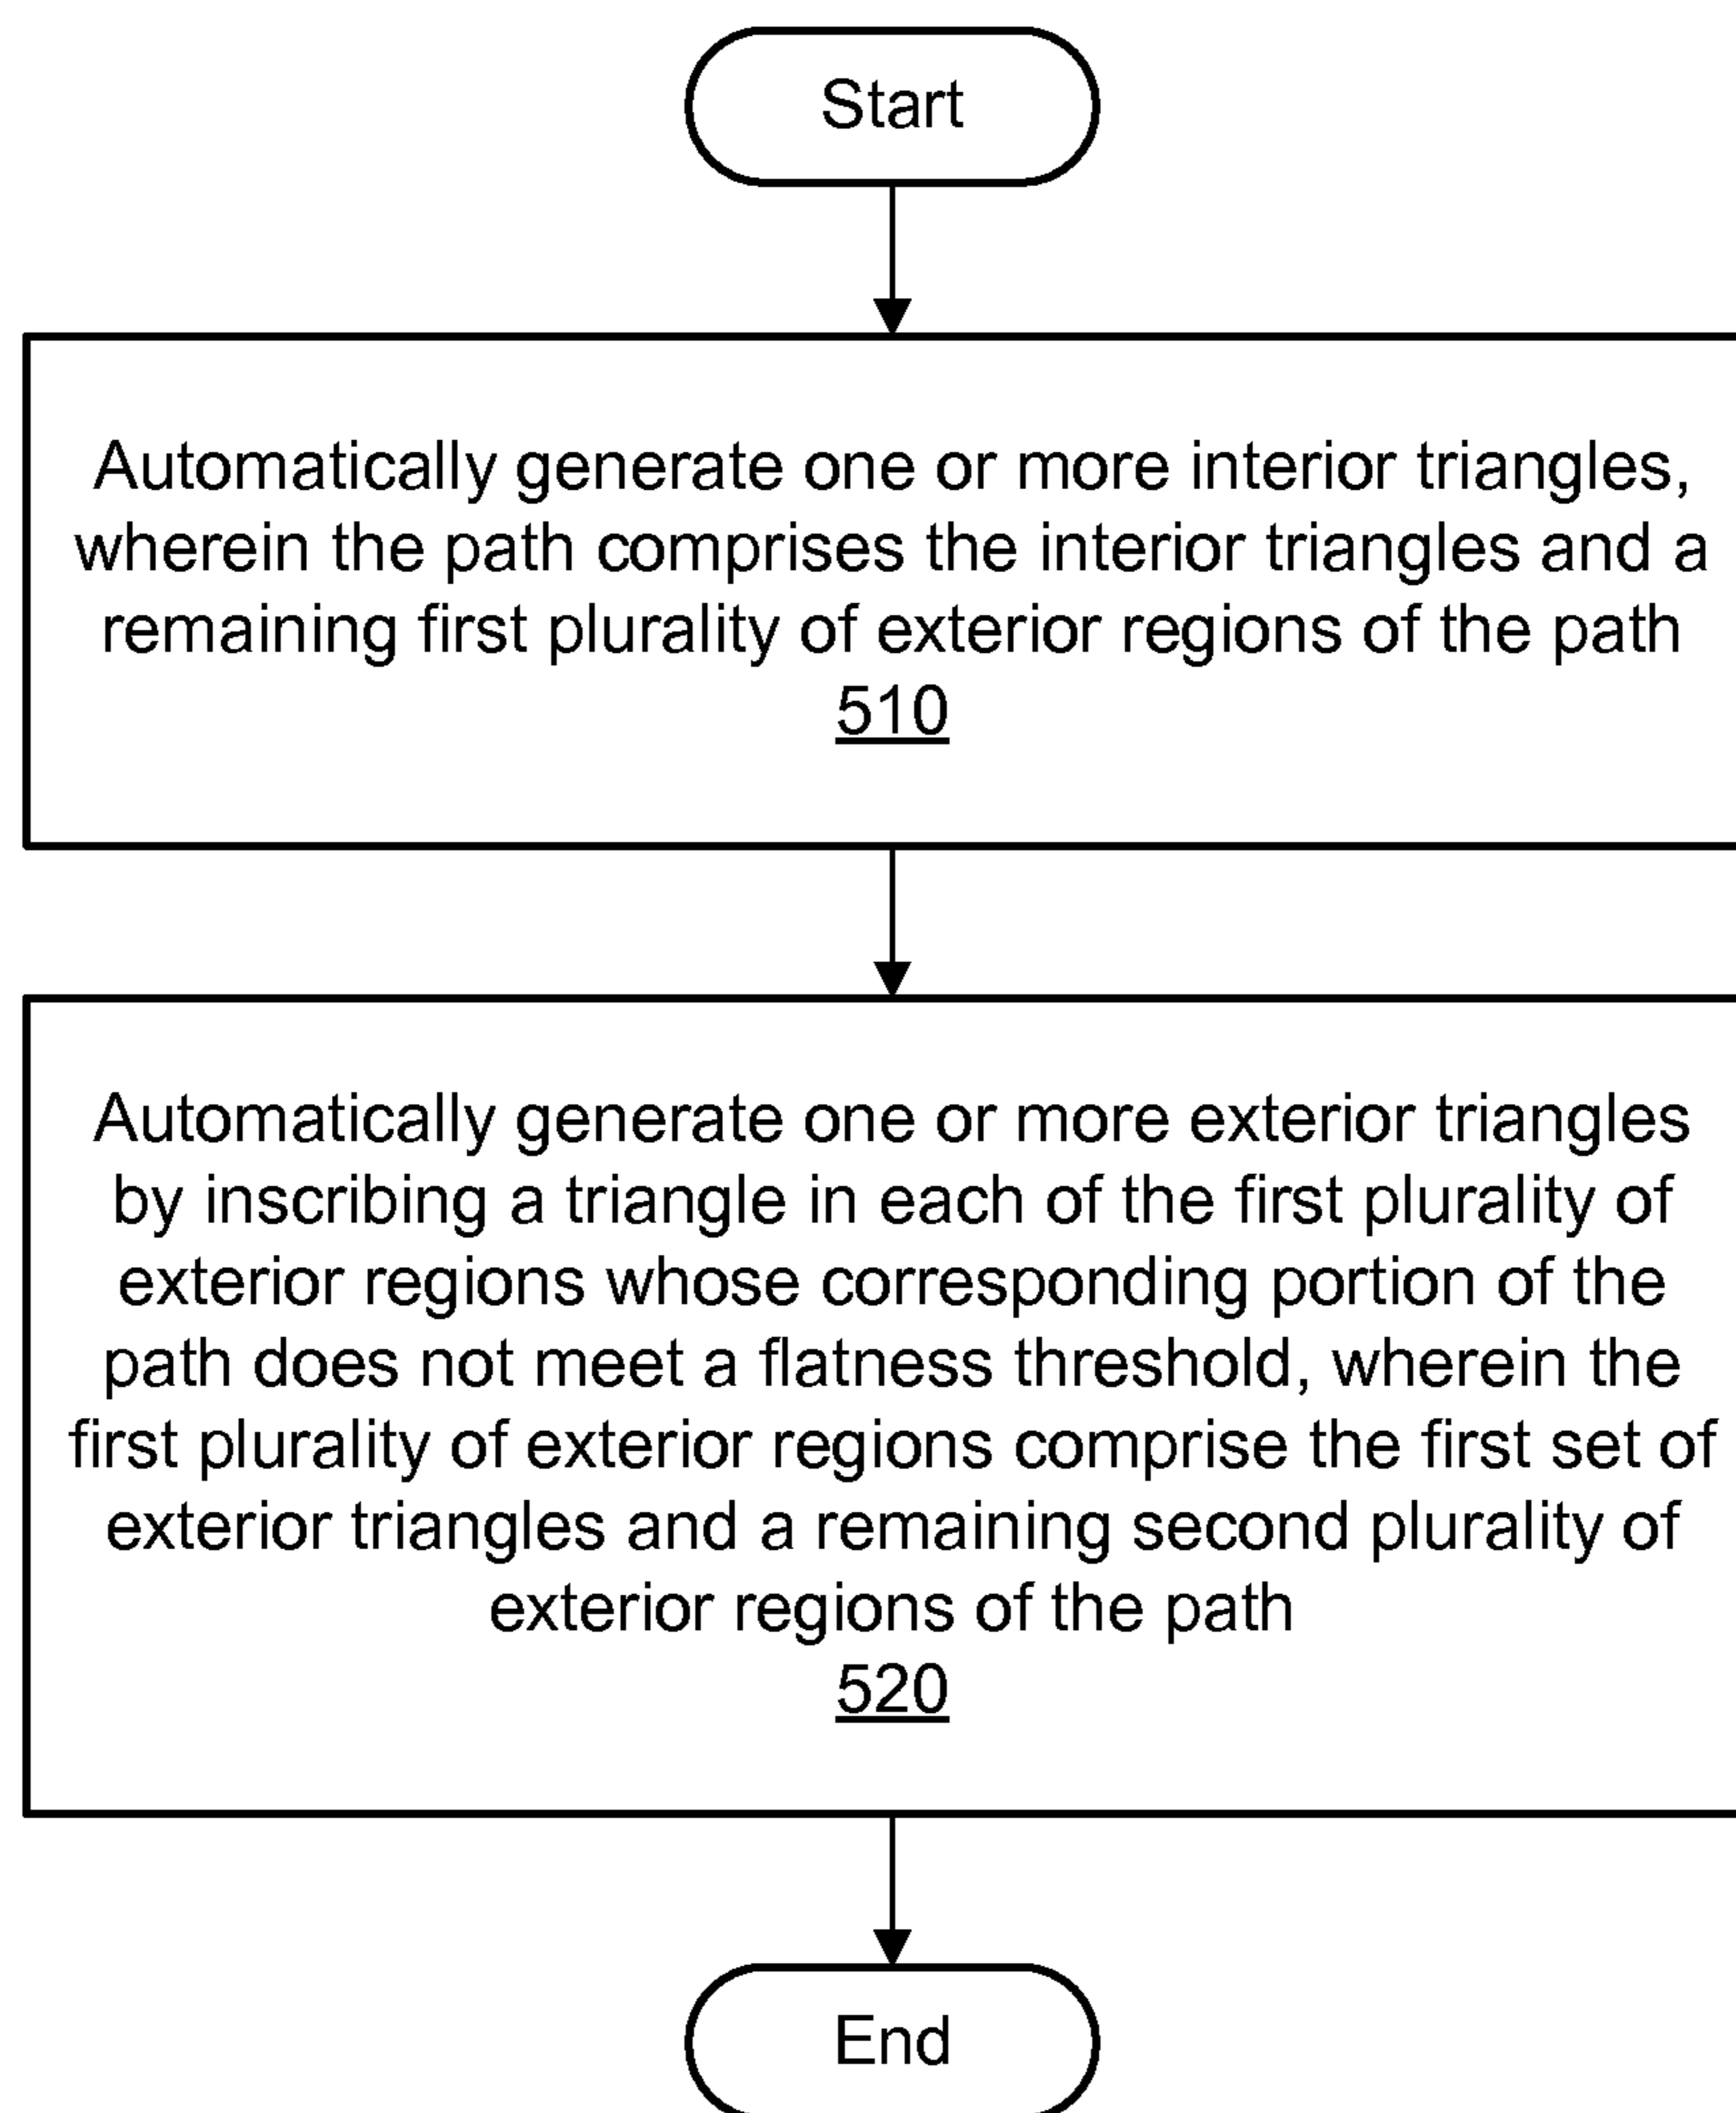 Start
Automatically generate one or more interior triangles,
wherein the path comprises the interior triangles and a
remaining first plurality of exterior regions of the path
510
Automatically generate one or more exterior triangles
by inscribing a triangle in each of the first plurality of
exterior regions whose corresponding portion of the
path does not meet a flatness threshold, wherein the
first plurality of exterior regions comprise the first set of
exterior triangles and a remaining second plurality of
exterior regions of the path
520
End